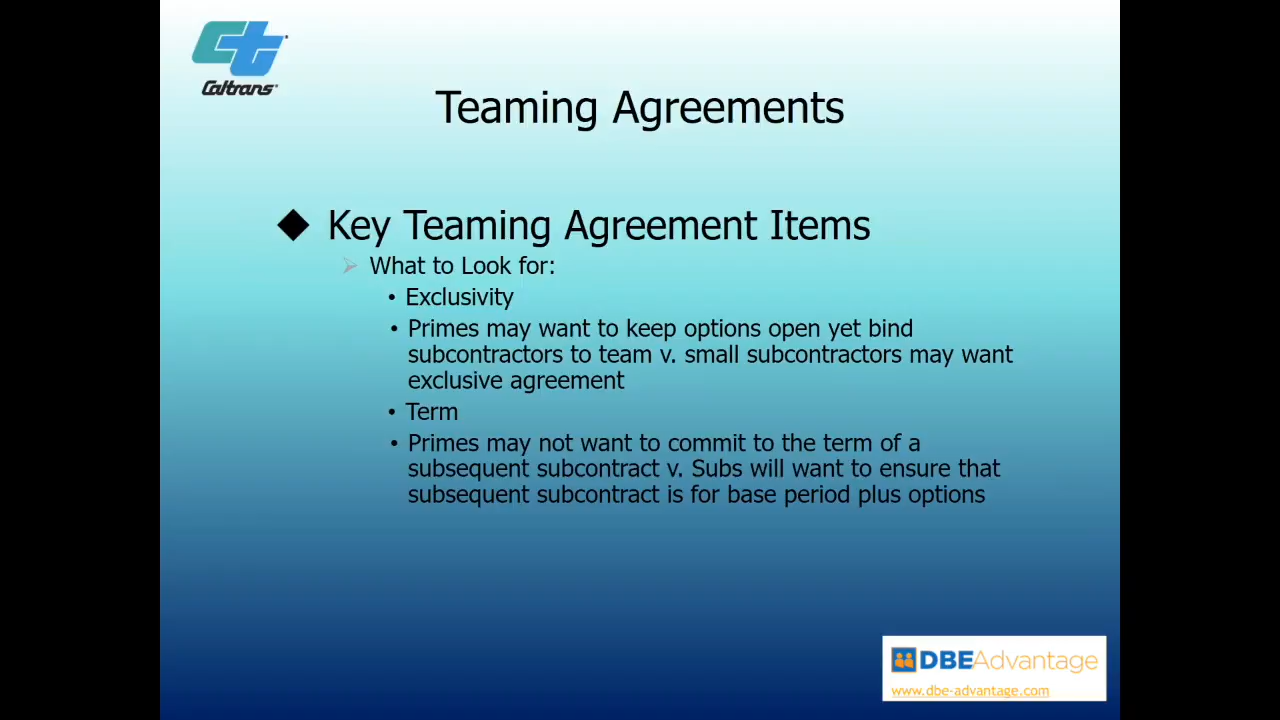 Caltrans
Teaming Agreements
Key Teaming Agreement Items
What to Look for:
• Exclusivity
• Primes may want to keep options open yet bind
subcontractors to team v. small subcontractors may want
exclusive agreement
• Term
• Primes may not want to commit to the term of a
subsequent subcontract v. Subs will want to ensure that
subsequent subcontract is for base period plus options
DBEAdvantage
www.dbe-advantage.com